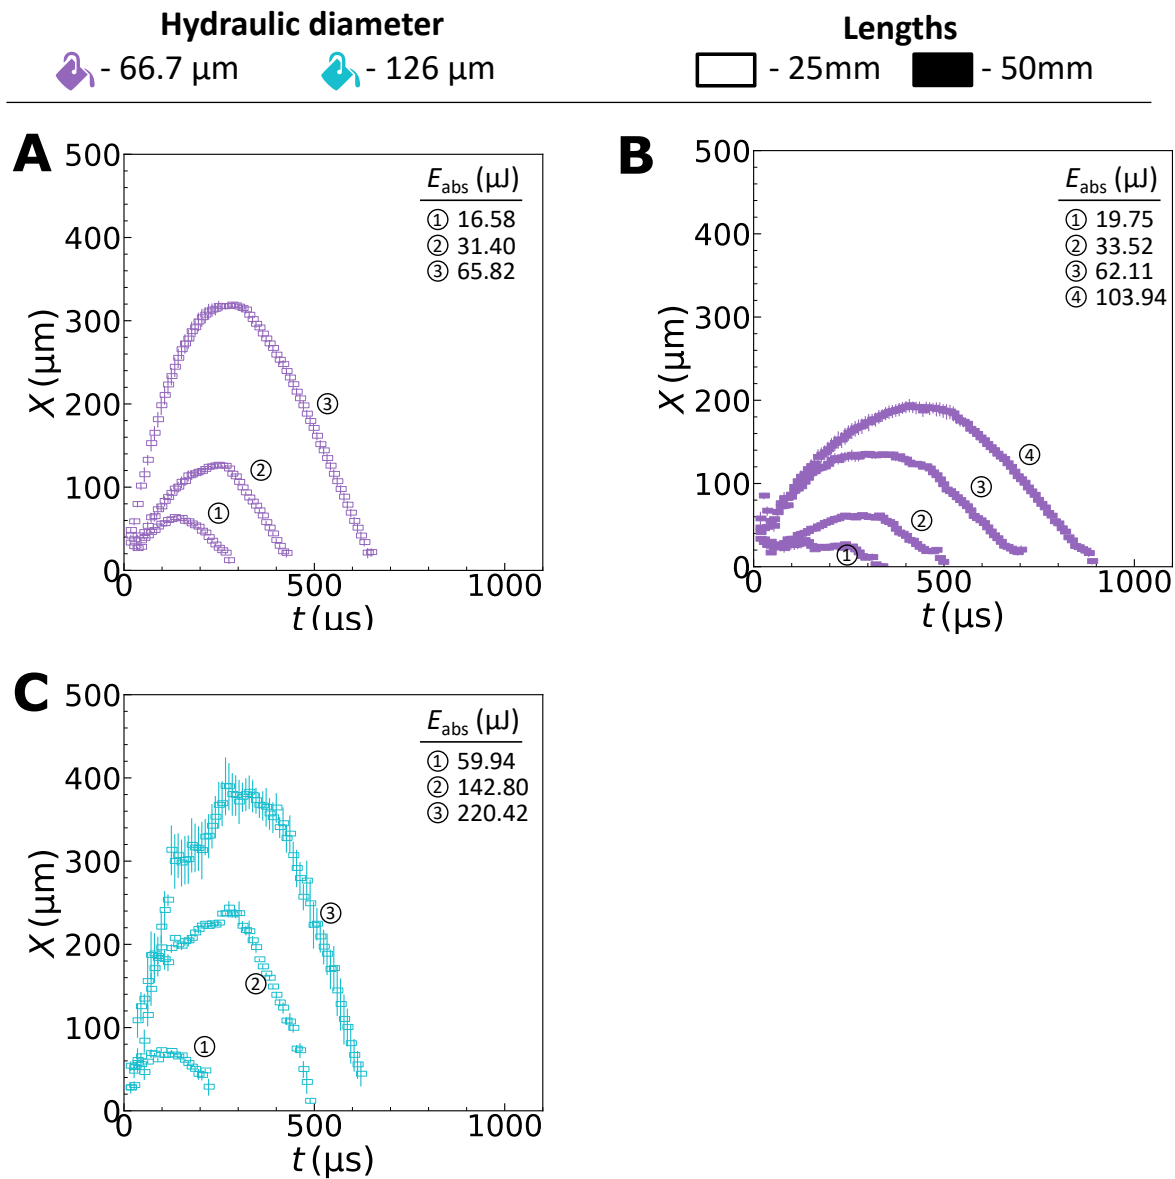 Hydraulic diameter
- 66.7 µm - 126 µm
Lengths
- 25mm - 50mm
A
500
400
300
200
100
0
X (µm)
0 500 1000
t (µs)
Eabs (µJ)
① 16.58
② 31.40
③ 65.82
③
②
①
B
500
400
300
200
100
0
X (µm)
0 500 1000
t (µs)
Eabs (µJ)
① 19.75
② 33.52
③ 62.11
④ 103.94
④
③
②
①
C
500
400
300
200
100
0
X (µm)
0 500 1000
t (µs)
Eabs (µJ)
① 59.94
② 142.80
③ 220.42
③
②
①